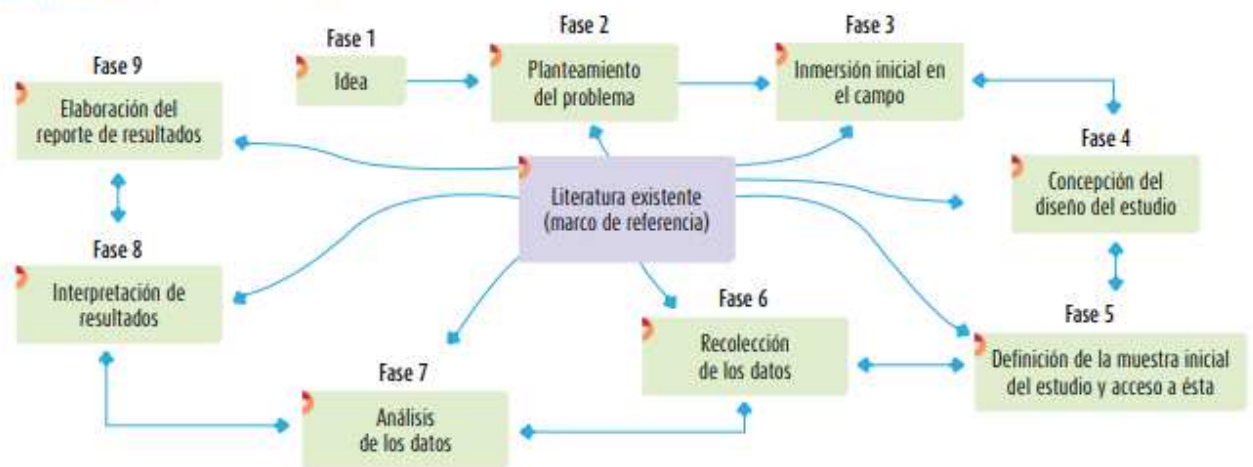 Fase 1
Idea
Fase 2
Planteamiento
del problema
Fase 3
Inmersión inicial en
el campo
Fase 4
Concepción del
diseño del estudio
Fase 5
Definición de la muestra inicial
del estudio y acceso a ésta
Fase 6
Recolección
de los datos
Fase 7
Análisis
de los datos
Fase 8
Interpretación de
resultados
Fase 9
Elaboración del
reporte de resultados
Literatura existente
(marco de referencia)